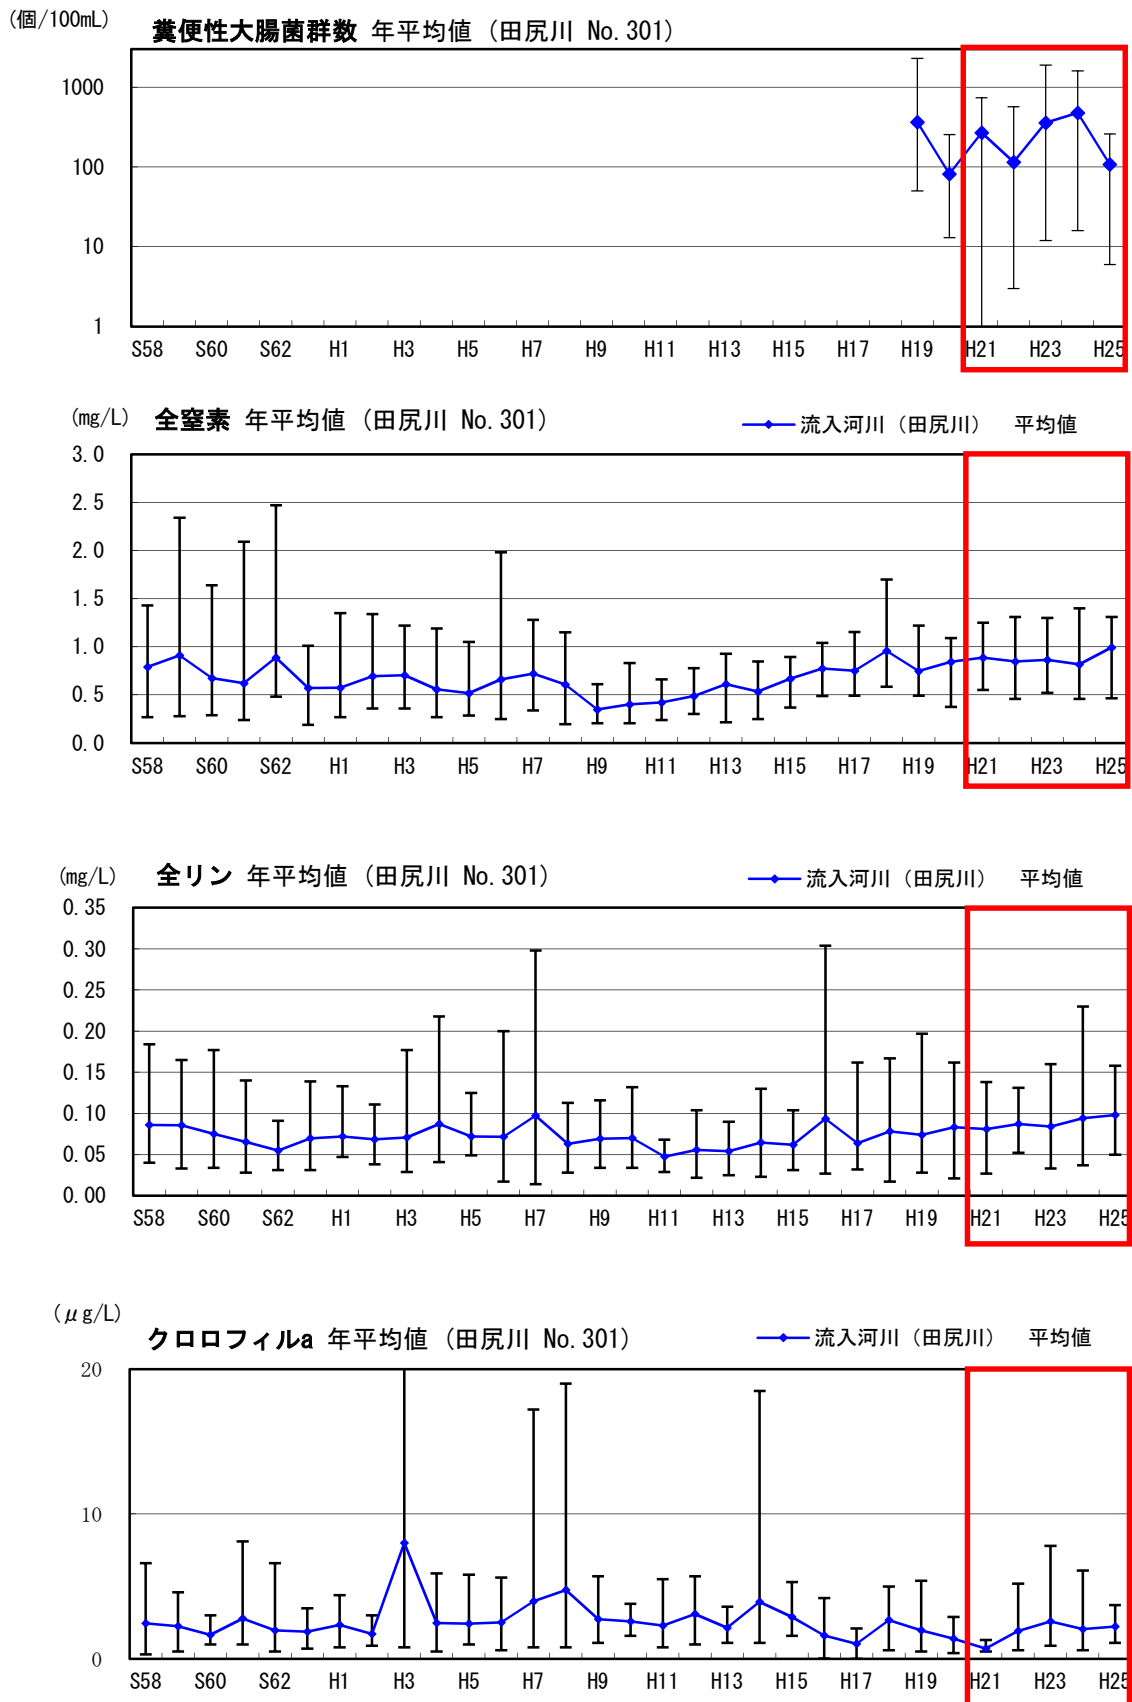 (個/100mL)
糞便性大腸菌群数 年平均値 (田尻川 No.301)
1000
100
10
1
S58 S60 S62 H1 H3 H5 H7 H9 H11 H13 H15 H17 H19 H21 H23 H25
(mg/L) 全窒素 年平均値 (田尻川 No.301)
流入河川 (田尻川) 平均値
3.0
2.5
2.0
1.5
1.0
0.5
0.0
S58 S60 S62 H1 H3 H5 H7 H9 H11 H13 H15 H17 H19 H21 H23 H25
(mg/L) 全リン 年平均値 (田尻川 No.301)
流入河川 (田尻川) 平均値
0.35
0.30
0.25
0.20
0.15
0.10
0.05
0.00
S58 S60 S62 H1 H3 H5 H7 H9 H11 H13 H15 H17 H19 H21 H23 H25
(μg/L)
クロロフィルa 年平均値 (田尻川 No.301)
流入河川 (田尻川) 平均値
20
10
0
S58 S60 S62 H1 H3 H5 H7 H9 H11 H13 H15 H17 H19 H21 H23 H25